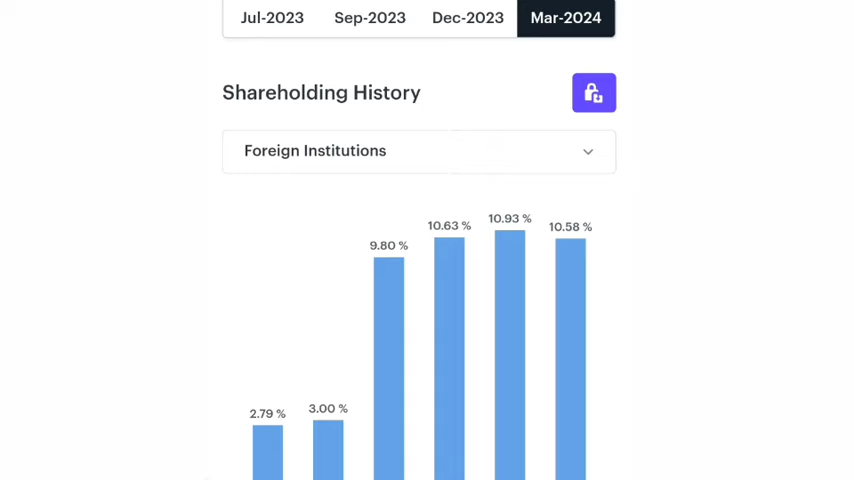 Jul-2023 Sep-2023 Dec-2023 Mar-2024
Shareholding History
Foreign Institutions
10.93 %
10.63 %
10.58 %
9.80 %
3.00 %
2.79 %